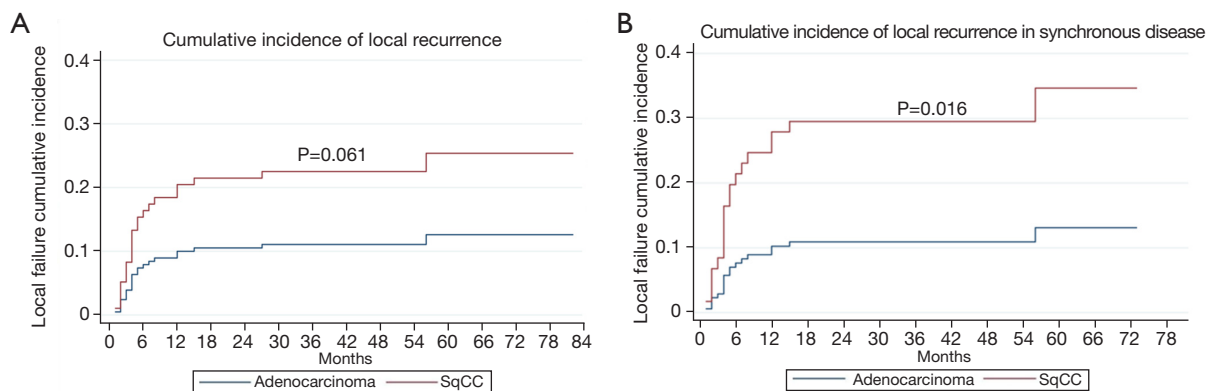 A
Cumulative incidence of local recurrence
Local failure cumulative incidence
0.4
0.3
0.2
0.1
0
P=0.061
0 6 12 18 24 30 36 42 48 54 60 66 72 78 84
Months
Adenocarcinoma SqCC
B
Cumulative incidence of local recurrence in synchronous disease
Local failure cumulative incidence
0.4
0.3
0.2
0.1
0
P=0.016
0 6 12 18 24 30 36 42 48 54 60 66 72 78
Months
Adenocarcinoma SqCC